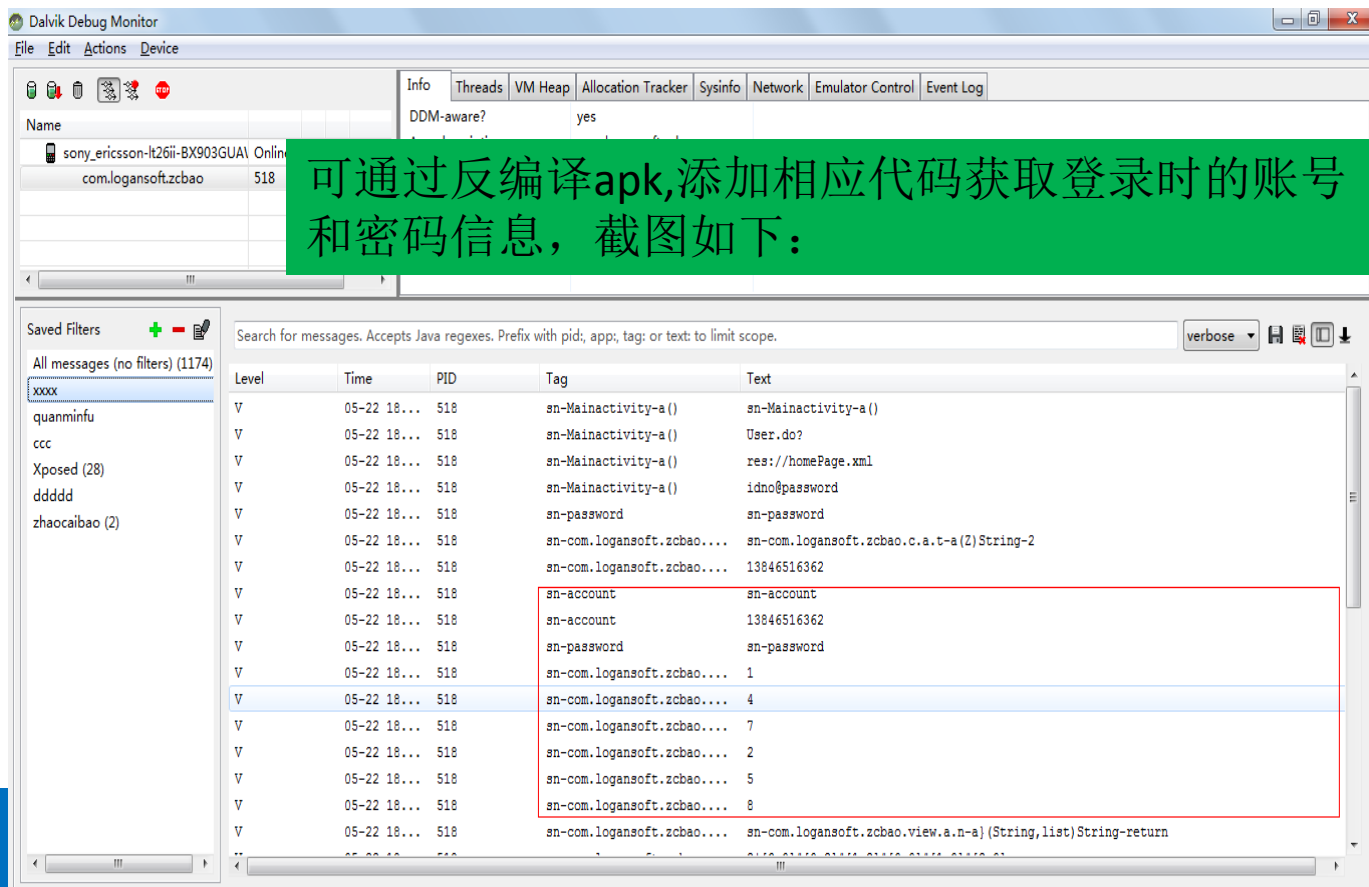 Dalvik Debug Monitor
File Edit Actions Device
Info Threads VM Heap Allocation Tracker Sysinfo Network Emulator Control Event Log
DDM-aware? yes
Name
sony_ericsson-lt26ii-BX903GUA Online
com.logansoft.zcbao 518
可通过反编译apk,添加相应代码获取登录时的账号
和密码信息，截图如下：
Saved Filters
Search for messages. Accepts Java regexes. Prefix with pid:, app:, tag: or text: to limit scope.
verbose
All messages (no filters) (1174)
xxxx
quanminfu
ccc
Xposed (28)
ddddd
zhaocaibao (2)
Level Time PID Tag Text
V 05-22 18... 518 sn-Mainactivity-a() sn-Mainactivity-a()
V 05-22 18... 518 sn-Mainactivity-a() User.do?
V 05-22 18... 518 sn-Mainactivity-a() res://homePage.xml
V 05-22 18... 518 sn-Mainactivity-a() idno@password
V 05-22 18... 518 sn-password sn-password
V 05-22 18... 518 sn-com.logansoft.zcbao.... sn-com.logansoft.zcbao.c.a.t-a(Z)String-2
V 05-22 18... 518 sn-com.logansoft.zcbao.... 13846516362
V 05-22 18... 518 sn-account sn-account
V 05-22 18... 518 sn-account 13846516362
V 05-22 18... 518 sn-password sn-password
V 05-22 18... 518 sn-com.logansoft.zcbao.... 1
V 05-22 18... 518 sn-com.logansoft.zcbao.... 4
V 05-22 18... 518 sn-com.logansoft.zcbao.... 7
V 05-22 18... 518 sn-com.logansoft.zcbao.... 2
V 05-22 18... 518 sn-com.logansoft.zcbao.... 5
V 05-22 18... 518 sn-com.logansoft.zcbao.... 8
V 05-22 18... 518 sn-com.logansoft.zcbao.... sn-com.logansoft.zcbao.view.a.n-a}(String,list)String-return